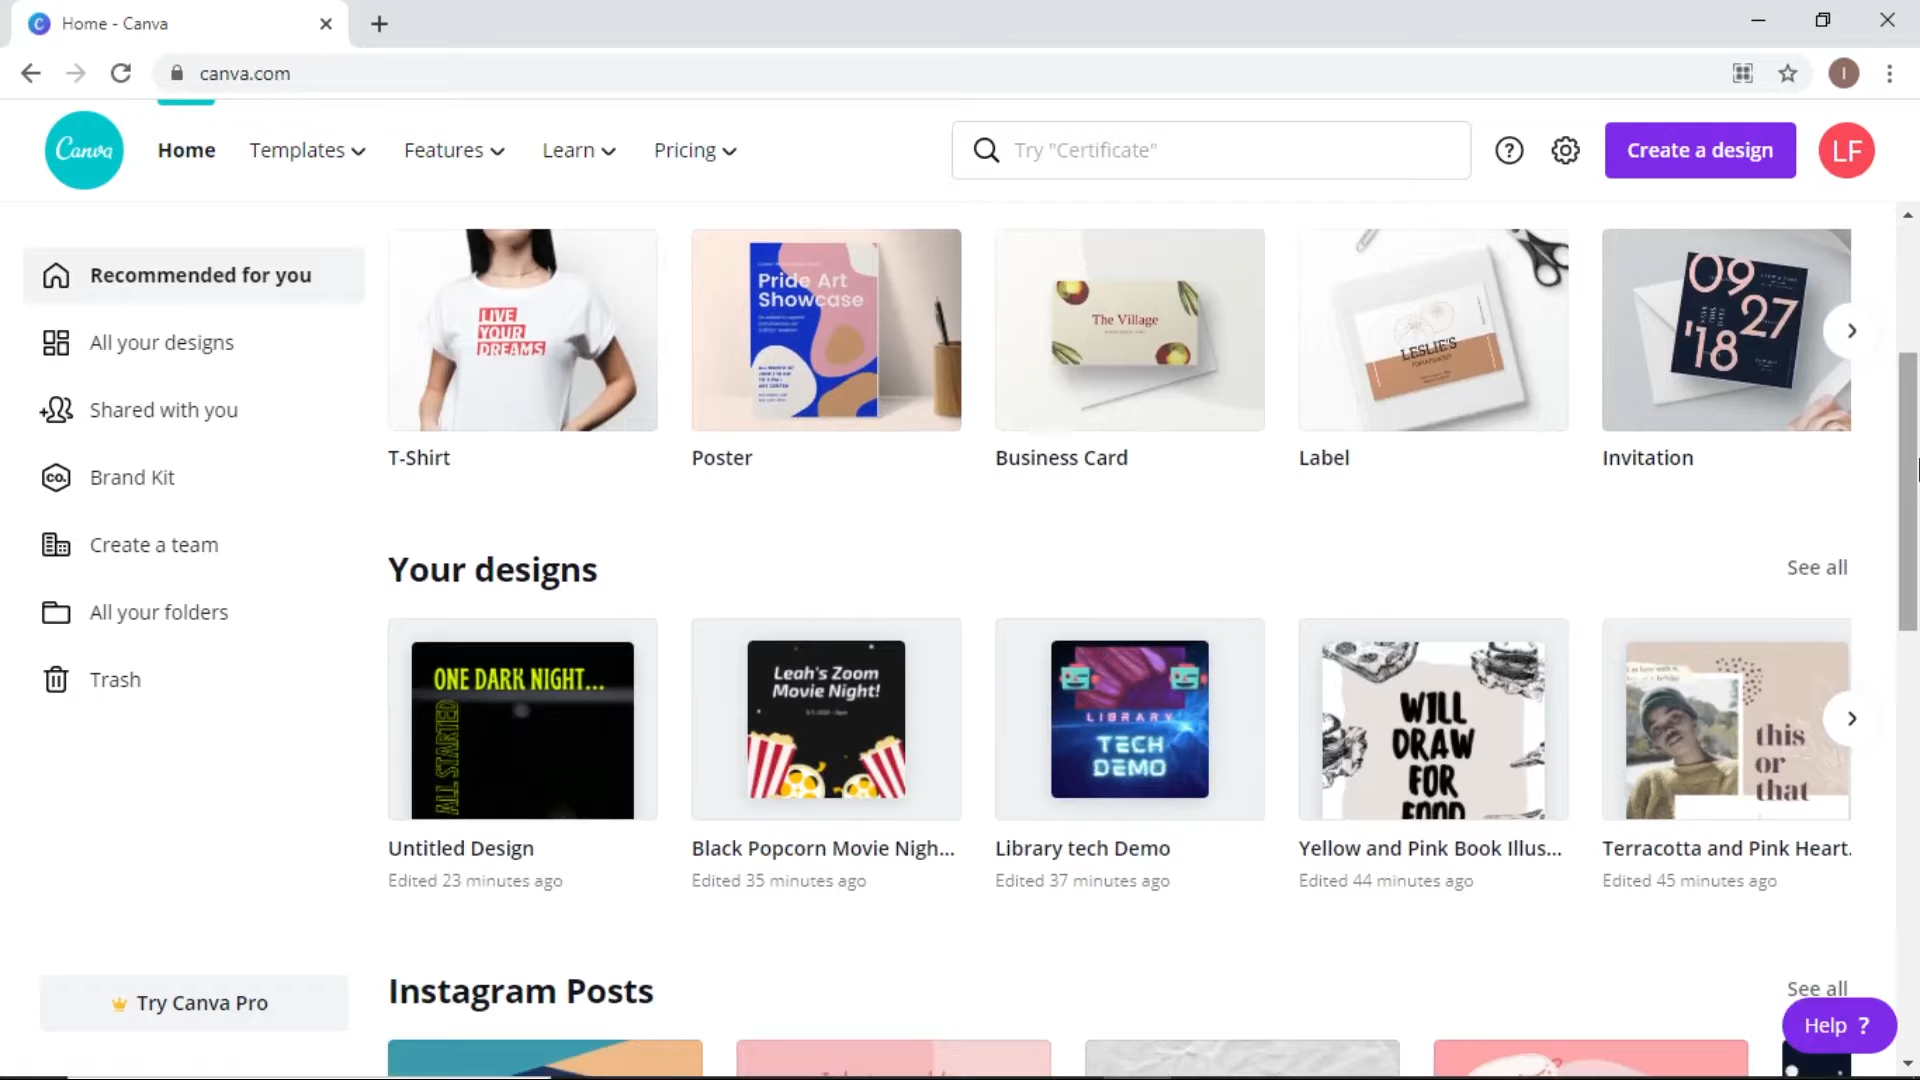 Home - Canva
canva.com
Canva
Home
Templates
Features
Learn
Pricing
Try "Certificate"
Create a design
LF
Recommended for you
All your designs
Shared with you
CO.
Brand Kit
Create a team
All your folders
Trash
Try Canva Pro
LIVE
YOUR
DREAMS
Pride Art
Showcase
The Village
LESLIE'S
09
27
'18
T-Shirt
Poster
Business Card
Label
Invitation
Your designs
See all
ONE DARK NIGHT...
ALL STARTED
Leah's Zoom
Movie Night!
LIBRARY
TECH
DEMO
WILL
DRAW
FOR
FOOD
this
or
that
Untitled Design
Edited 23 minutes ago
Black Popcorn Movie Nigh...
Edited 35 minutes ago
Library tech Demo
Edited 37 minutes ago
Yellow and Pink Book Illus...
Edited 44 minutes ago
Terracotta and Pink Heart.
Edited 45 minutes ago
Instagram Posts
See all
Help ?